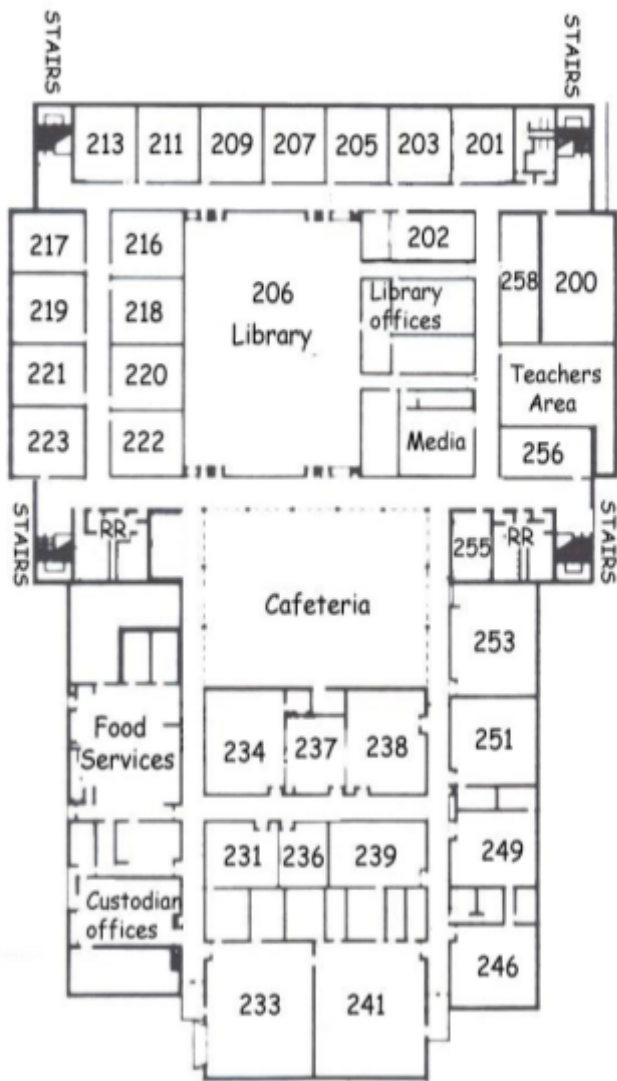 STAIRS
STAIRS
213
211
209
207
205
203
201
217
216
206
Library
202
258
200
219
218
Library
offices
221
220
Teachers
Area
223
222
Media
256
STAIRS
RR
255
RR
STAIRS
Cafeteria
253
Food
Services
234
237
238
251
231
236
239
249
Custodian
offices
233
241
246